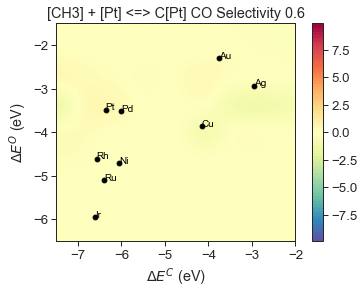 [CH3] + [Pt] <=> C[Pt] CO Selectivity 0.6
ΔE^O (eV)
−2
−3
−4
−5
−6
Au
Ag
Pt
Pd
Cu
Rh
Ni
Ru
Ir
−7
−6
−5
−4
−3
−2
ΔE^C (eV)
7.5
5.0
2.5
0.0
−2.5
−5.0
−7.5